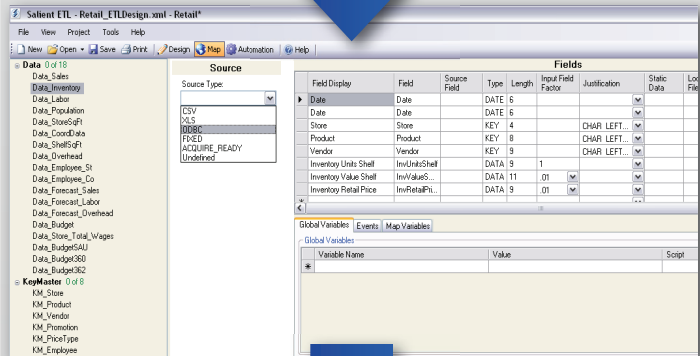 Salient ETL - Retail_ETLDesign.xml - Retail*
File View Project Tools Help
New Open Save Print Design Map Automation Help
Data 0 of 18
Data_Sales
Data_Inventory
Data_Labor
Data_Population
Data_StoreSqFt
Data_CoordData
Data_ShelfSqFt
Data_Overhead
Data_Employee_St
Data_Employee_Co
Data_Forecast_Sales
Data_Forecast_Labor
Data_Forecast_Overhead
Data_Budget
Data_Store_Total_Wages
Data_BudgetSAU
Data_Budget360
Data_Budget362
KeyMaster 0 of 8
KM_Store
KM_Product
KM_Vendor
KM_Promotion
KM_PriceType
KM_Employee
Source
Source Type:
CSV
XLS
ODBC
FIXED
ACQUIRE_READY
Undefined
Fields
Field Display Field Source Field Type Length Input Field Factor Justification Static Data
Date Date DATE 6
Date Date DATE 6
Store Store KEY 4 CHAR LEFT...
Product Product KEY 8 CHAR LEFT...
Vendor Vendor KEY 9 CHAR LEFT...
Inventory Units Shelf InvUnitsShelf DATA 9 1
Inventory Value Shelf InvValueS... DATA 11 .01
Inventory Retail Price InvRetailPri... DATA 9 .01
Global Variables Events Map Variables
Global Variables
Variable Name Value Script